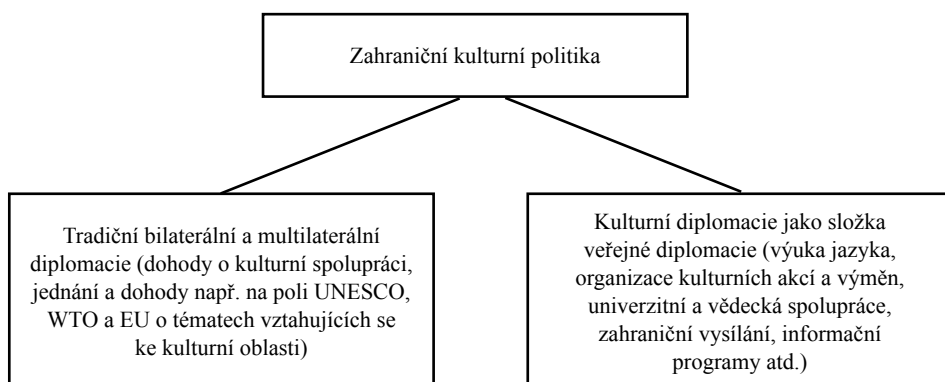 Zahraniční kulturní politika
Tradiční bilaterální a multilaterální
diplomacie (dohody o kulturní spolupráci,
jednání a dohody např. na poli UNESCO,
WTO a EU o tématech vztahujících se
ke kulturní oblasti)
Kulturní diplomacie jako složka
veřejné diplomacie (výuka jazyka,
organizace kulturních akcí a výměn,
univerzitní a vědecká spolupráce,
zahraniční vysílání, informační
programy atd.)